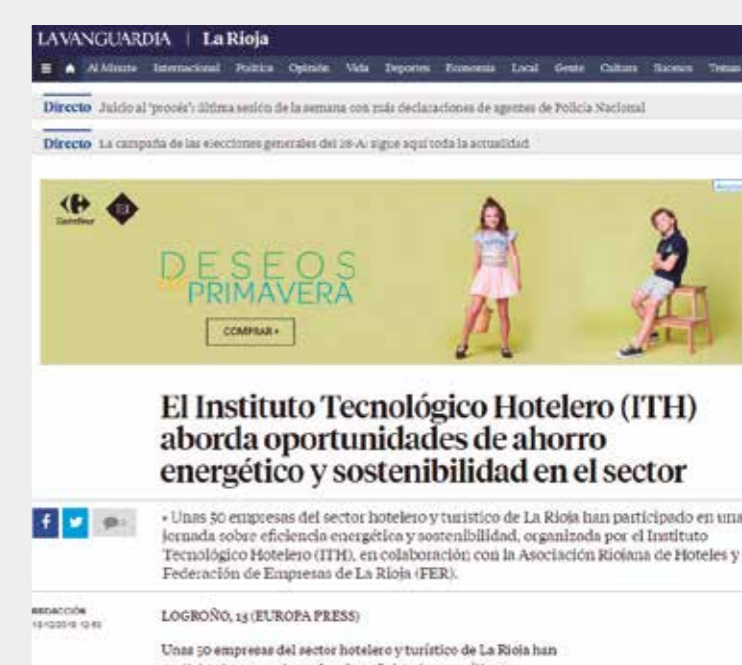 LA VANGUARDIA | La Rioja
Al Minuto Internacional Política Opinión Vida Deportes Economía Local Gente Cultura Sucesos Temas
Directo Juicio al 'procés': última sesión de la semana con más declaraciones de agentes de Policía Nacional
Directo La campaña de las elecciones generales del 28-A: sigue aquí toda la actualidad
Carrefour
DESEOS
PRIMAVERA
COMPRAR
El Instituto Tecnológico Hotelero (ITH)
aborda oportunidades de ahorro
energético y sostenibilidad en el sector
• Unas 50 empresas del sector hotelero y turístico de La Rioja han participado en una
jornada sobre eficiencia energética y sostenibilidad, organizada por el Instituto
Tecnológico Hotelero (ITH), en colaboración con la Asociación Riojana de Hoteles y
Federación de Empresas de La Rioja (FER).
REDACCIÓN
LOGROÑO, 13 (EUROPA PRESS)
Unas 50 empresas del sector hotelero y turístico de La Rioja han